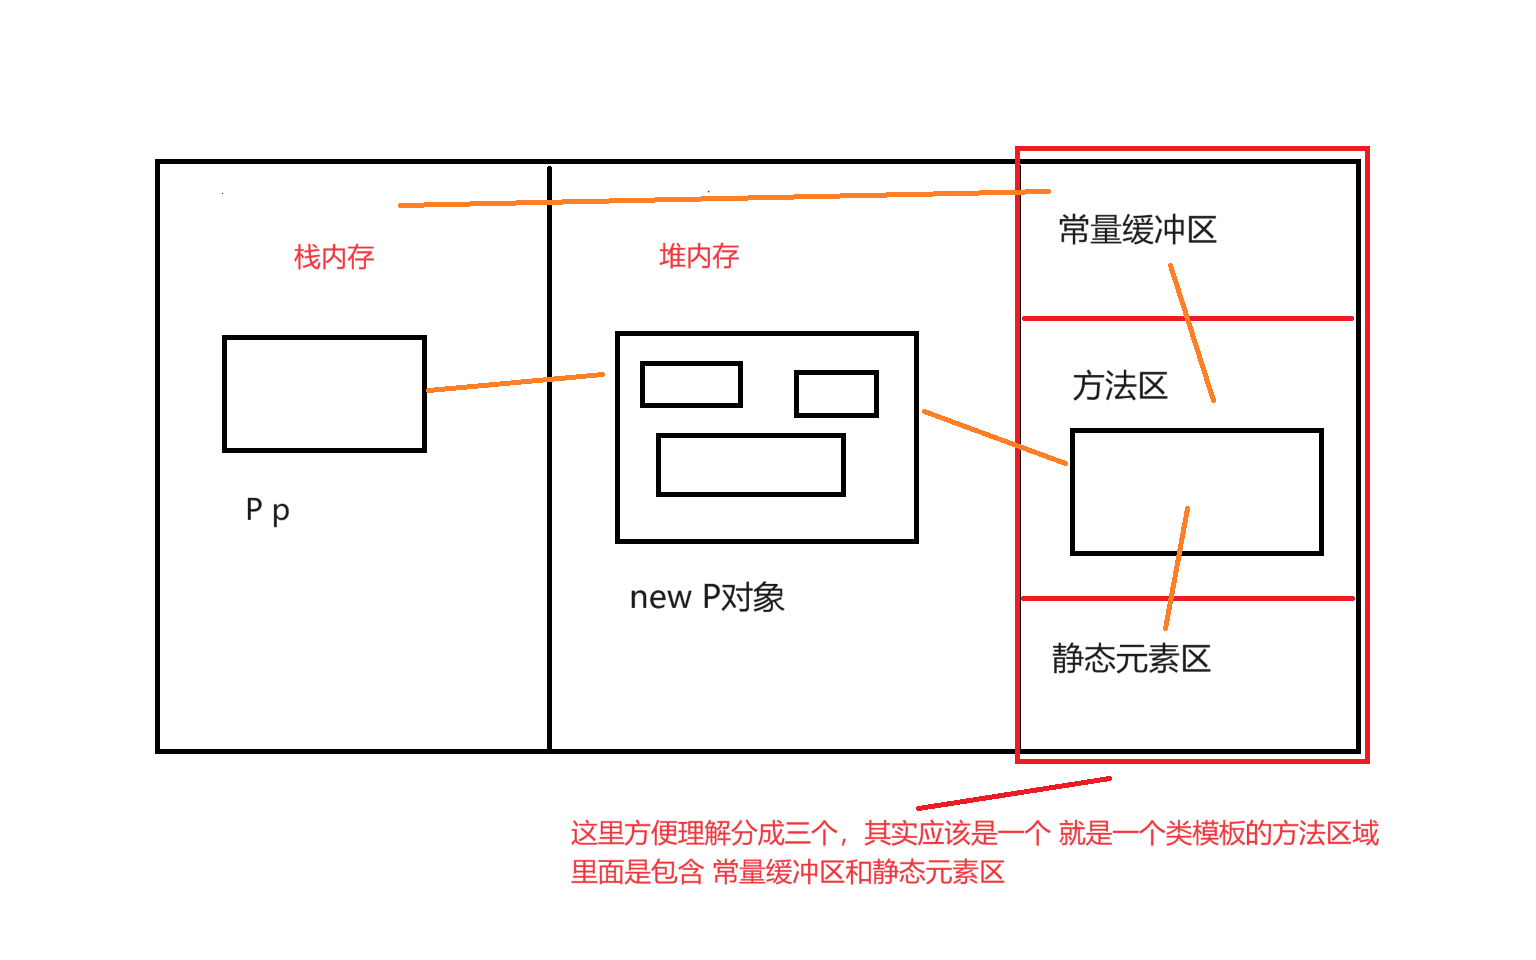 栈内存
堆内存
常量缓冲区
方法区
P p
new P对象
静态元素区
这里方便理解分成三个，其实应该是一个 就是一个类模板的方法区域
里面是包含 常量缓冲区和静态元素区